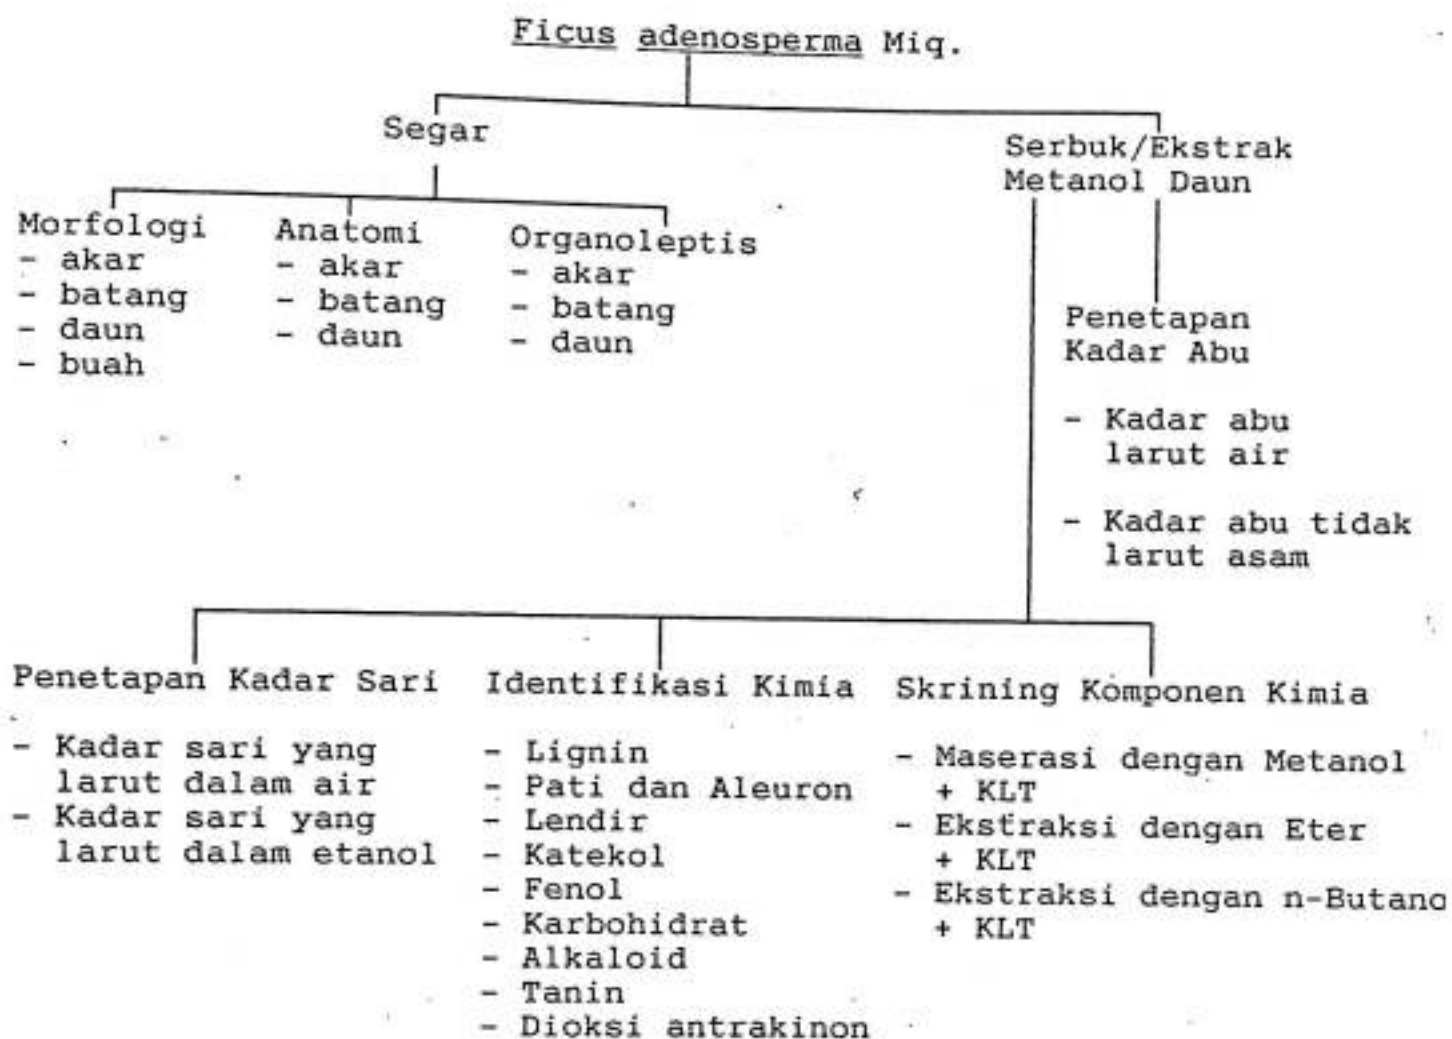 Ficus adenosperma Miq.
Segar
Serbuk/Ekstrak
Metanol Daun
Morfologi
- akar
- batang
- daun
- buah
Anatomi
- akar
- batang
- daun
Organoleptis
- akar
- batang
- daun
Penetapan
Kadar Abu
- Kadar abu
larut air
- Kadar abu tidak
larut asam
Penetapan Kadar Sari
- Kadar sari yang
larut dalam air
- Kadar sari yang
larut dalam etanol
Identifikasi Kimia
- Lignin
- Pati dan Aleuron
- Lendir
- Katekol
- Fenol
- Karbohidrat
- Alkaloid
- Tanin
- Dioksi antrakinon
Skrining Komponen Kimia
- Maserasi dengan Metanol
+ KLT
- Ekstraksi dengan Eter
+ KLT
- Ekstraksi dengan n-Butano
+ KLT